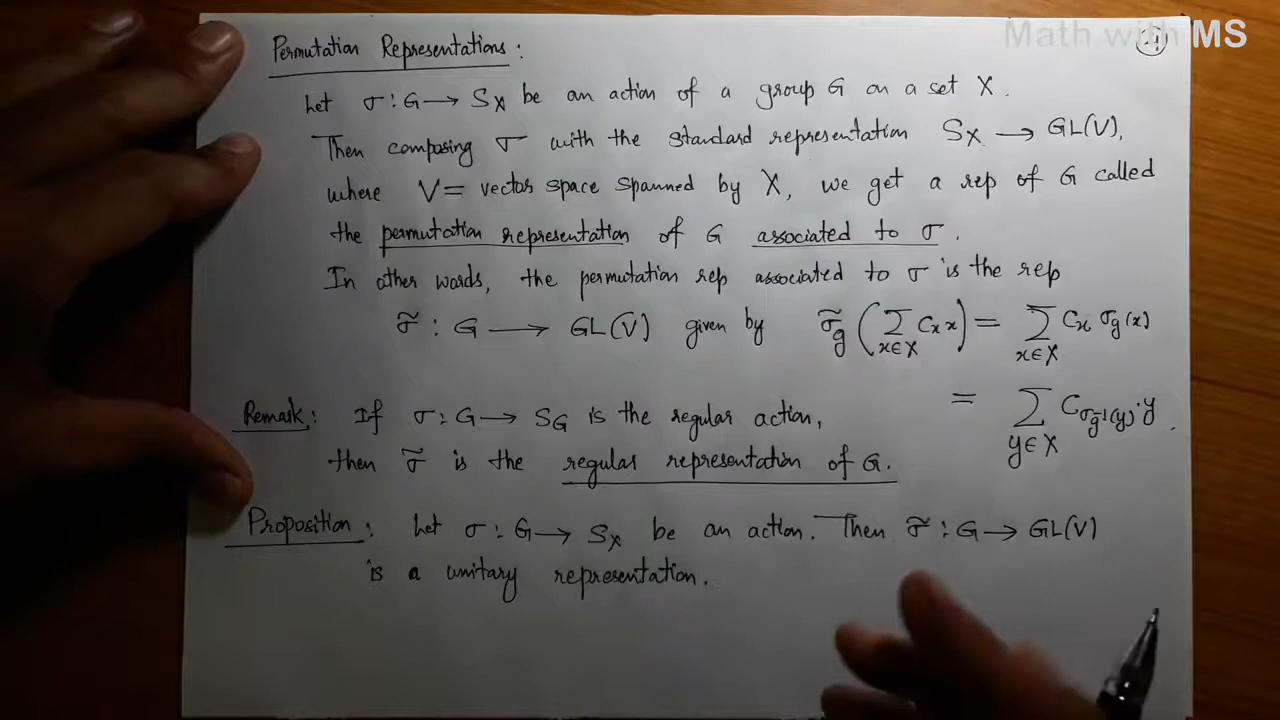 Math with MS
Permutation Representations :
Let σ : G → S_X be an action of a group G on a set X.
Then composing σ with the standard representation S_X → GL(V),
where V = vector space spanned by X, we get a rep of G called
the permutation representation of G associated to σ.
In other words, the permutation rep associated to σ is the rep
σ̃ : G → GL(V) given by σ̃_g (∑_{x∈X} C_x x) = ∑_{x∈X} C_x σ_g(x)
= ∑_{y∈X} C_{σ_g^{-1}(y)} · y .
Remark : If σ : G → S_G is the regular action,
then σ̃ is the regular representation of G.
Proposition : Let σ : G → S_X be an action. Then σ̃ : G → GL(V)
is a unitary representation.